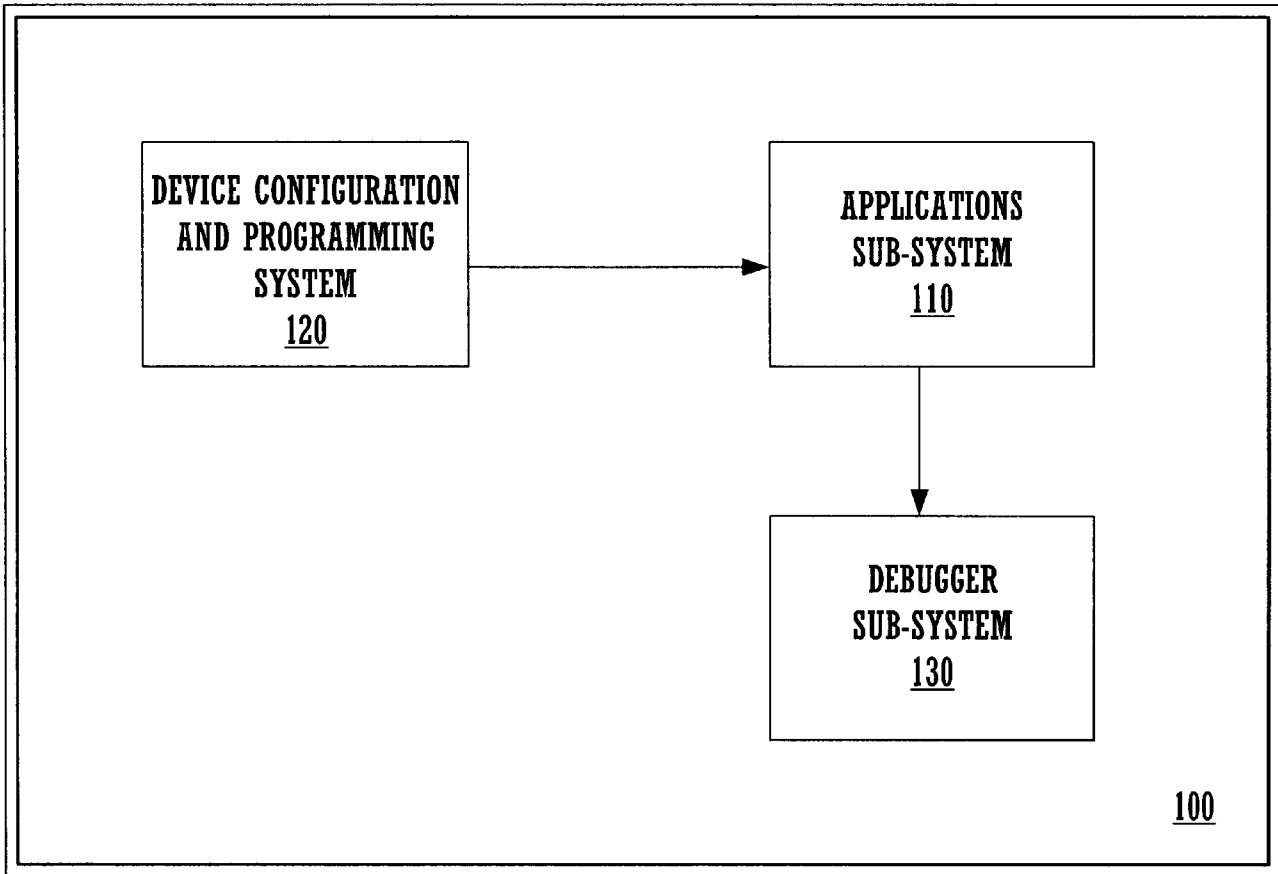 DEVICE CONFIGURATION
AND PROGRAMMING
SYSTEM
120
APPLICATIONS
SUB-SYSTEM
110
DEBUGGER
SUB-SYSTEM
130
100